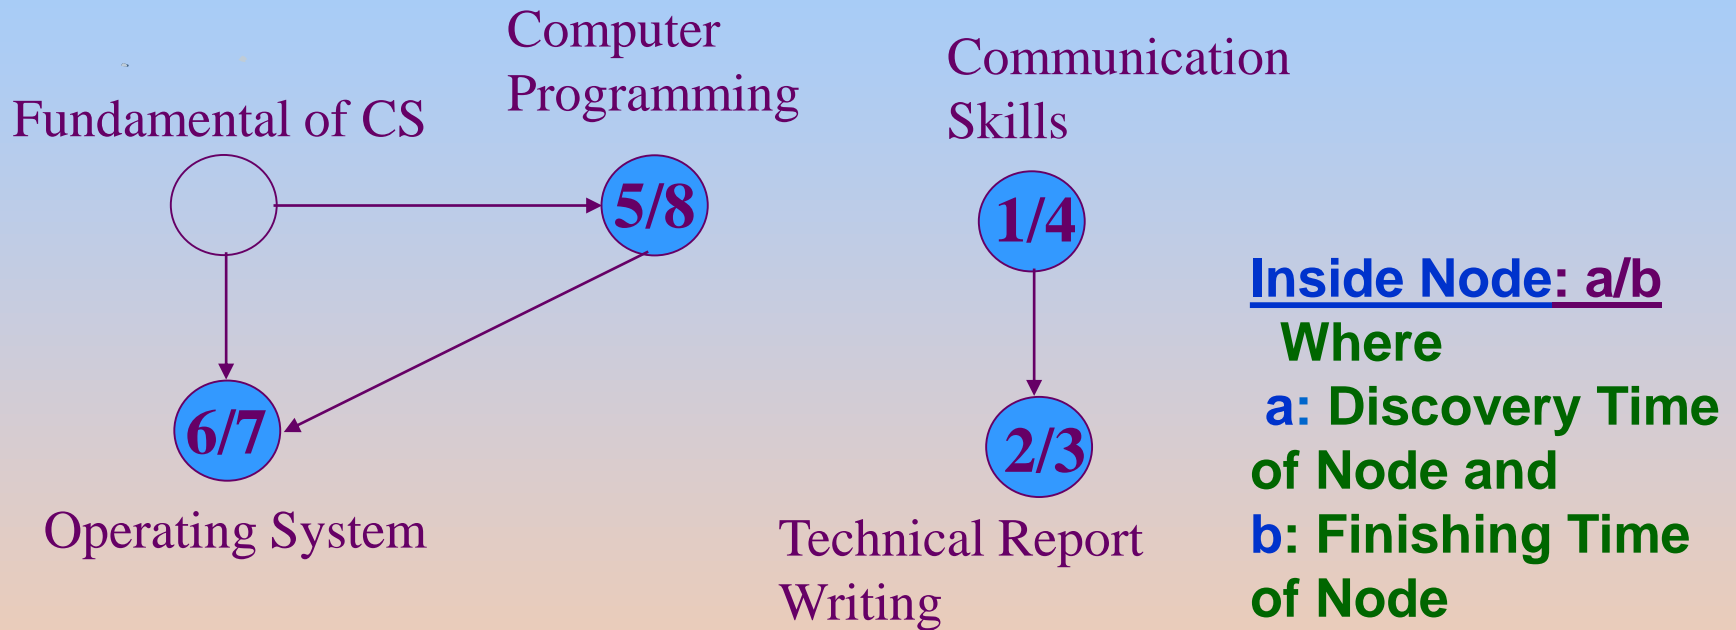 Computer
Programming
Communication
Skills
Fundamental of CS
5/8
1/4
6/7
2/3
Operating System
Technical Report
Writing
Inside Node: a/b
Where
a: Discovery Time
of Node and
b: Finishing Time
of Node